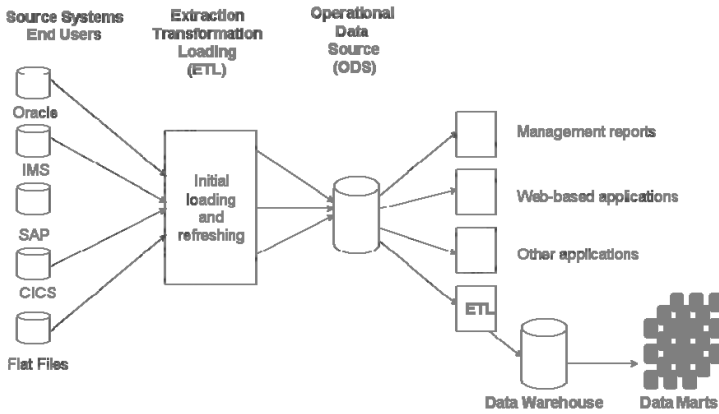 Source Systems
End Users
Extraction
Transformation
Loading
(ETL)
Operational
Data
Source
(ODS)
Oracle
IMS
SAP
CICS
Flat Files
Initial
loading
and
refreshing
Management reports
Web-based applications
Other applications
ETL
Data Warehouse
Data Marts